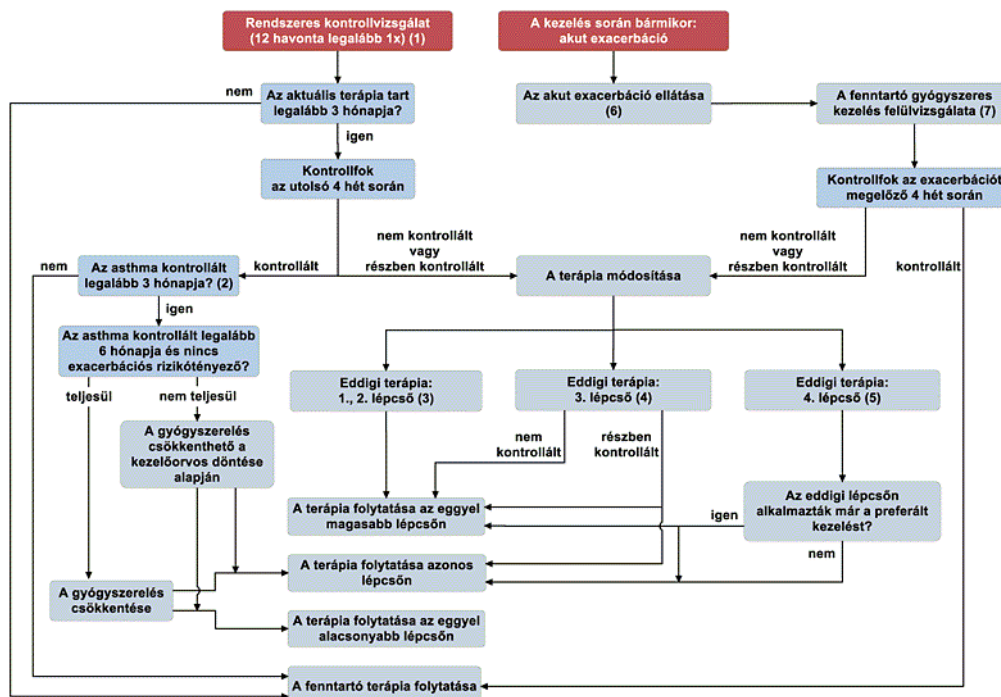 Rendszeres kontrollvizsgálat
(12 havonta legalább 1x) (1)
A kezelés során bármikor:
akut exacerbáció
nem
Az aktuális terápia tart
legalább 3 hónapja?
Az akut exacerbáció ellátása
(6)
A fenntartó gyógyszeres
kezelés felülvizsgálata (7)
igen
Kontrollfok
az utolsó 4 hét során
Kontrollfok az exacerbációt
megelőző 4 hét során
nem kontrollált
vagy
részben kontrollált
nem kontrollált
vagy
részben kontrollált
nem
Az asthma kontrollált
legalább 3 hónapja? (2)
kontrollált
A terápia módosítása
kontrollált
igen
Az asthma kontrollált legalább
6 hónapja és nincs
exacerbációs rizikótényező?
Eddigi terápia:
1., 2. lépcső (3)
Eddigi terápia:
3. lépcső (4)
Eddigi terápia:
4. lépcső (5)
teljesül
nem teljesül
A gyógyszerelés
csökkenthető a
kezelőorvos döntése
alapján
nem
kontrollált
részben
kontrollált
A terápia folytatása az eggyel
magasabb lépcsőn
igen
Az eddigi lépcsőn
alkalmazták már a preferált
kezelést?
nem
A terápia folytatása azonos
lépcsőn
A gyógyszerelés
csökkentése
A terápia folytatása az eggyel
alacsonyabb lépcsőn
A fenntartó terápia folytatása